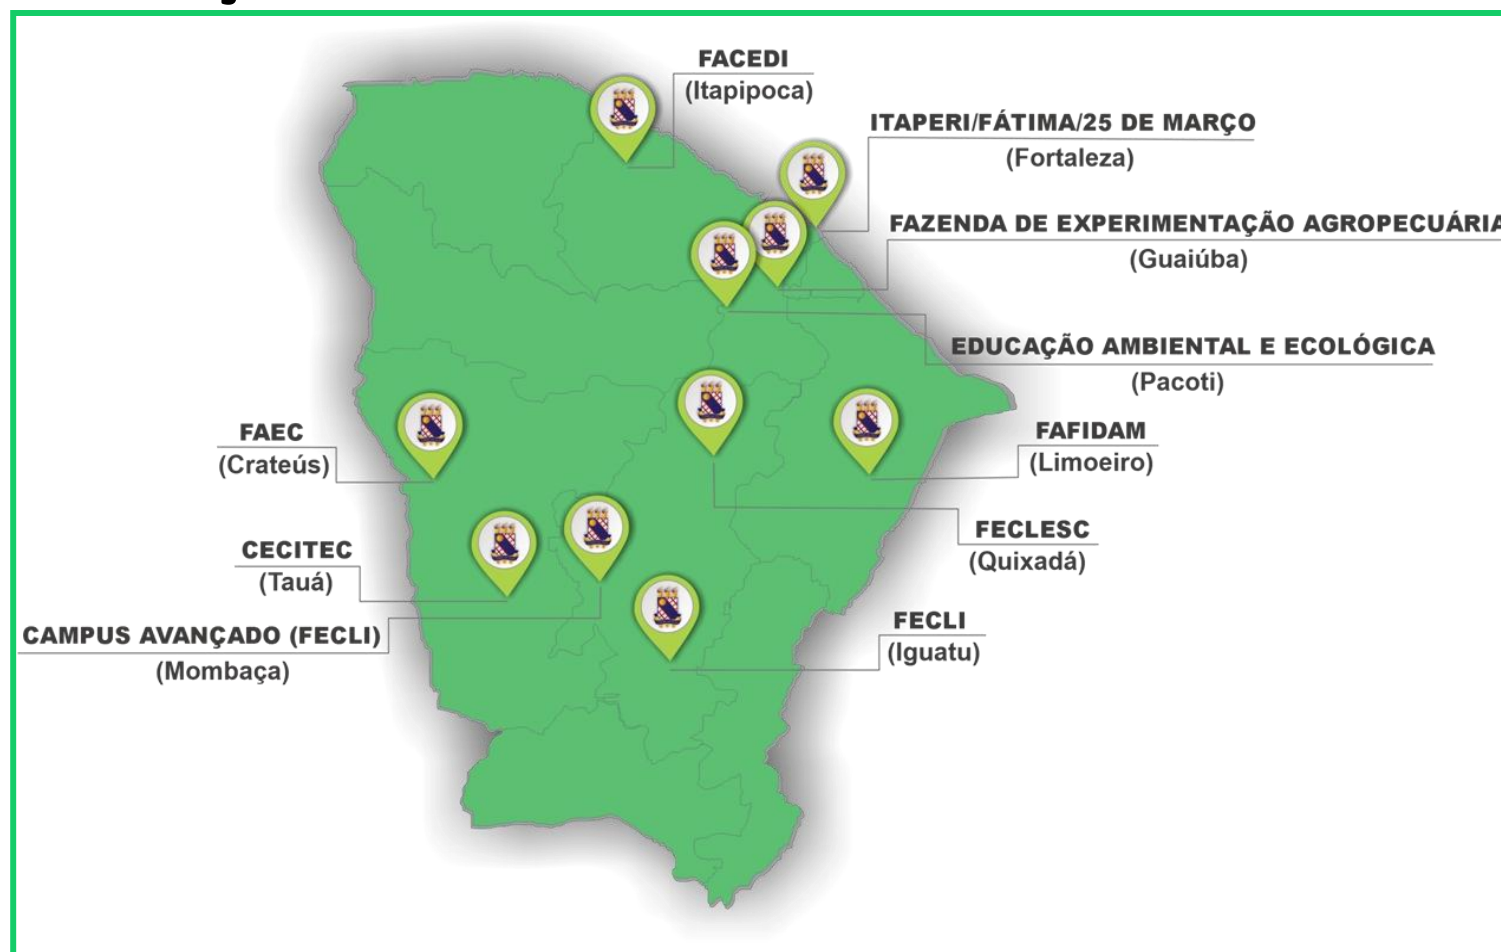 FACEDI
(Itapipoca)
ITAPERI/FÁTIMA/25 DE MARÇO
(Fortaleza)
FAZENDA DE EXPERIMENTAÇÃO AGROPECUÁRIA
(Guaiúba)
EDUCAÇÃO AMBIENTAL E ECOLÓGICA
(Pacoti)
FAEC
(Crateús)
FAFIDAM
(Limoeiro)
FECLESC
(Quixadá)
CECITEC
(Tauá)
CAMPUS AVANÇADO (FECLI)
(Mombaça)
FECLI
(Iguatu)